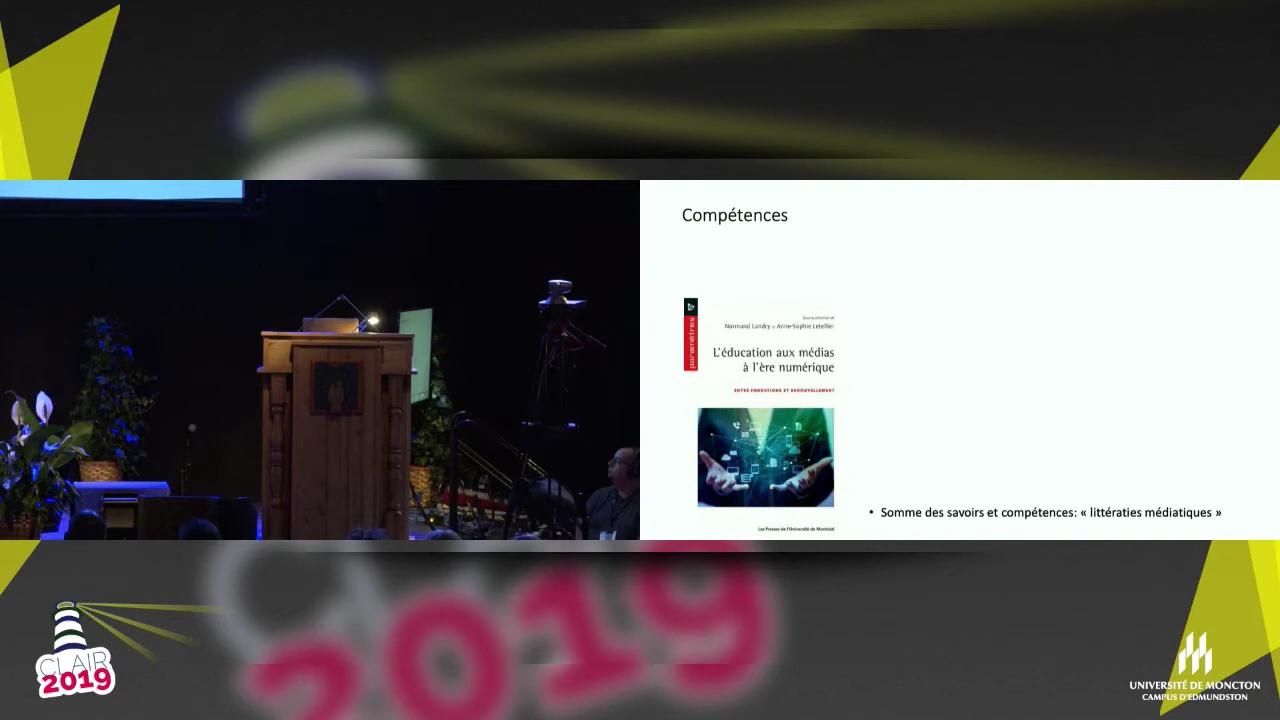 Compétences
paramètres
Sous la direction de
Normand Landry et Anne-Sophie Letellier
L'éducation aux médias
à l'ère numérique
ENTRE FONDATIONS ET RENOUVELLEMENT
Les Presses de l'Université de Montréal
• Somme des savoirs et compétences: « littératies médiatiques »
CLAIR
2019
CLAIR
2019
UNIVERSITÉ DE MONCTON
CAMPUS D'EDMUNDSTON